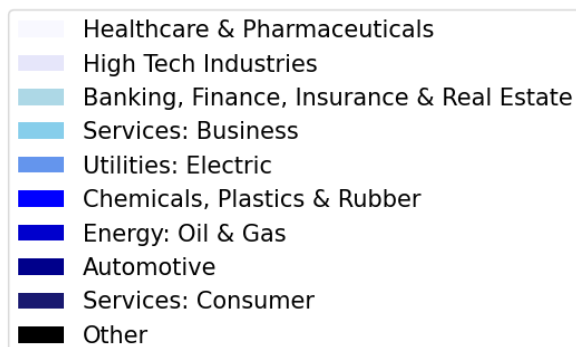 Healthcare & Pharmaceuticals
High Tech Industries
Banking, Finance, Insurance & Real Estate
Services: Business
Utilities: Electric
Chemicals, Plastics & Rubber
Energy: Oil & Gas
Automotive
Services: Consumer
Other